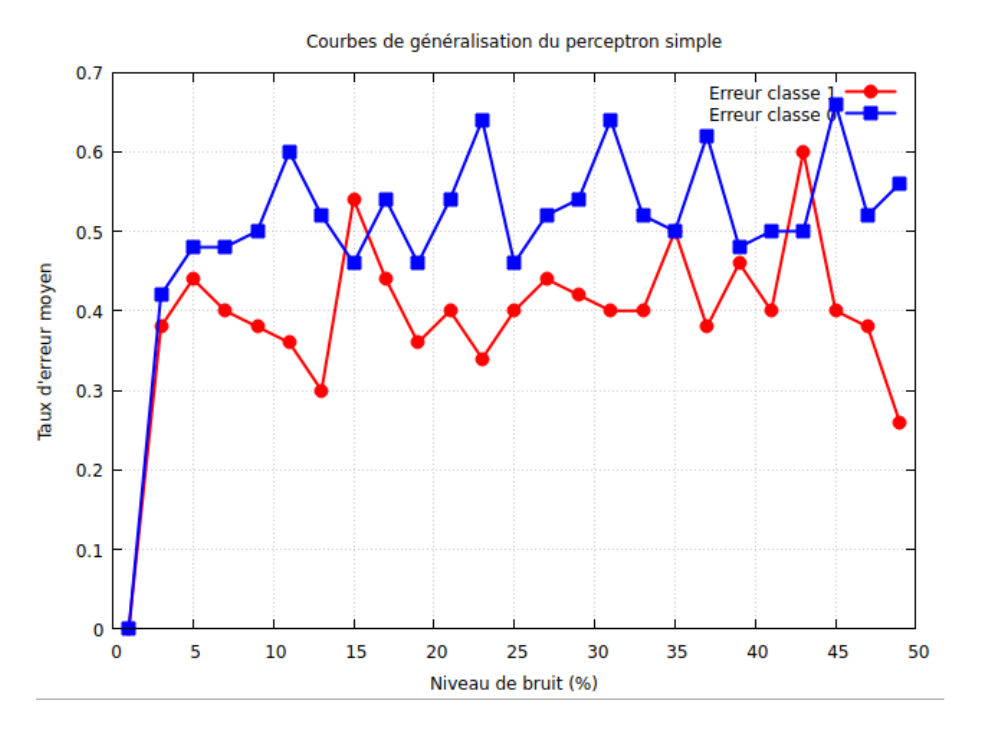 Courbes de généralisation du perceptron simple
0.7
Erreur classe 1
Erreur classe 0
0.6
0.5
0.4
0.3
0.2
0.1
0
Taux d'erreur moyen
0 5 10 15 20 25 30 35 40 45 50
Niveau de bruit (%)